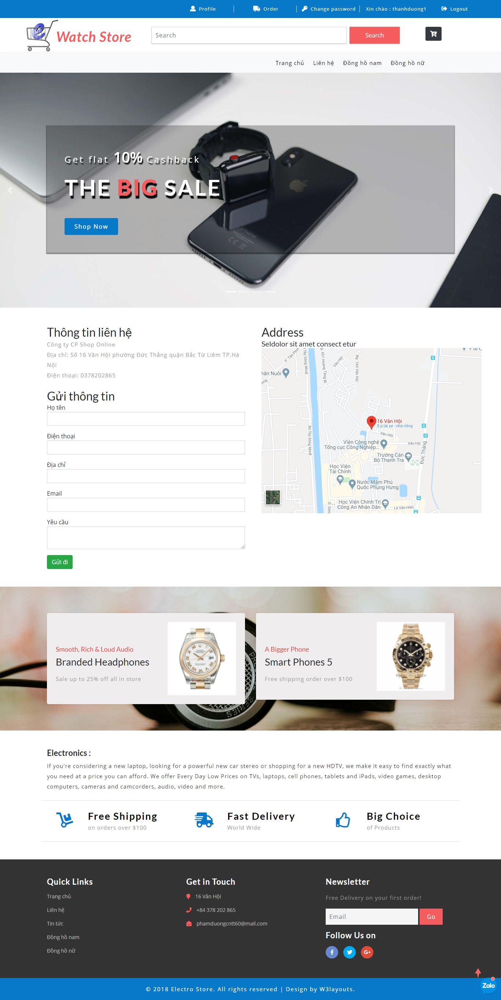 Profile
Order
Change password
Xin chào : thanhduong1
Logout
Watch Store
Search
Search
Trang chủ
Liên hệ
Đồng hồ nam
Đồng hồ nữ
Get flat 10% Cashback
THE BIG SALE
Shop Now
iPhone
Thông tin liên hệ
Công ty CP Shop Online
Địa chỉ: Số 16 Văn Hội phường Đức Thắng quận Bắc Từ Liêm TP.Hà
Nội
Điện thoại: 0378202865
Gửi thông tin
Họ tên
Điện thoại
Địa chỉ
Email
Yêu cầu
Gửi đi
Address
Seldolor sit amet consect etur
P. Tân Phong
Bờ Tây Sông Nhuệ
Ng. 451 Hoàng Tăng Bí
Văn Hội
Ng. 160 Văn Hội
Y tế C
hăn Nuôi
ong
16 Văn Hội
5 p lái xe - nhà riêng
Văn Hội
Bờ Tây Sông Nhuệ
Viện Công nghệ
Tổng cục Công Nghiệp...
Văn Hội
Trường Cán
Bộ Thanh Tra
Đức Thắng
Học Viện
Tài Chính
Nước Mắm Phú
Quốc Phụng Hưng
Học Viện Chính Trị
Công An Nhân Dân
Lê Văn Hiến
Đ. Sông
Smooth, Rich & Loud Audio
Branded Headphones
Sale up to 25% off all in store
A Bigger Phone
Smart Phones 5
Free shipping order over $100
BEVERLY HILLS WATCH
SERIES
Electronics :
If you're considering a new laptop, looking for a powerful new car stereo or shopping for a new HDTV, we make it easy to find exactly what
you need at a price you can afford. We offer Every Day Low Prices on TVs, laptops, cell phones, tablets and iPads, video games, desktop
computers, cameras and camcorders, audio, video and more.
Free Shipping
on orders over $100
Fast Delivery
World Wide
Big Choice
of Products
Quick Links
Trang chủ
Liên hệ
Tin tức
Đồng hồ nam
Đồng hồ nữ
Get in Touch
16 Văn Hội
+84 378 202 865
phamduongcntt60@mail.com
Newsletter
Free Delivery on your first order!
Email
Go
Follow Us on
© 2018 Electro Store. All rights reserved | Design by W3layouts.
Zalo